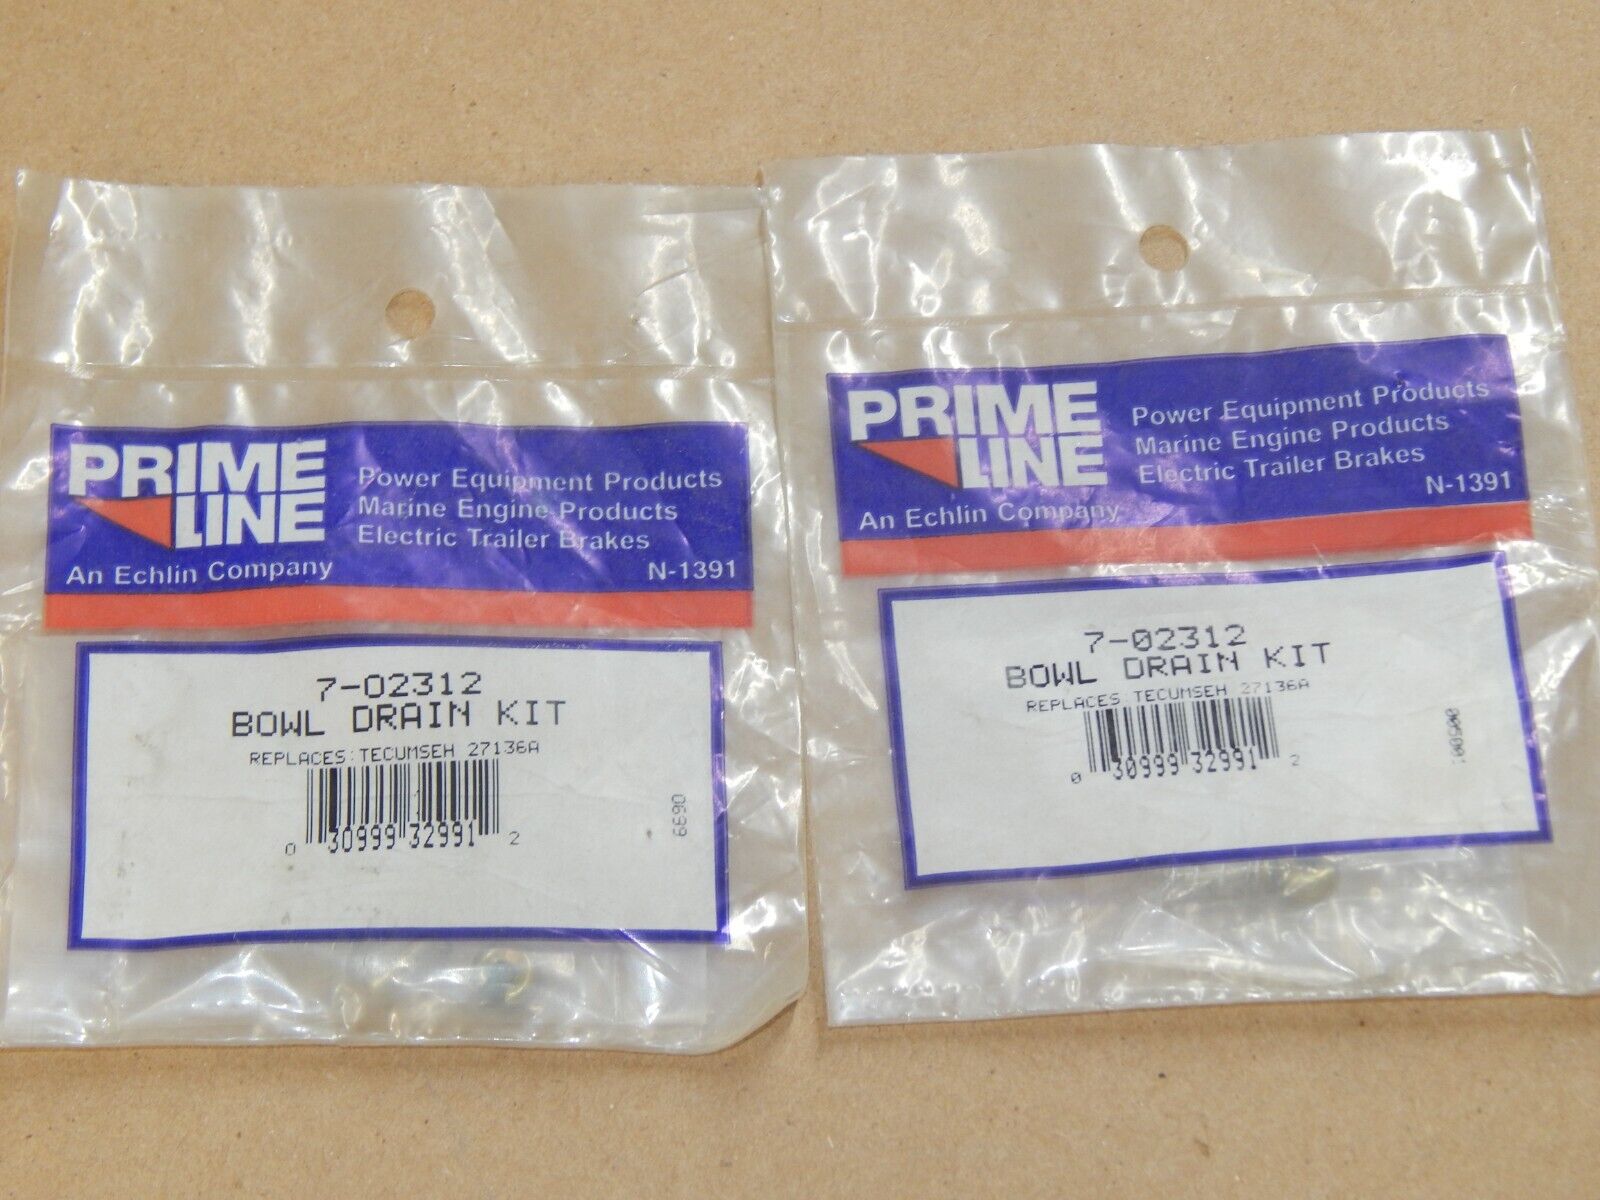 PRIME
LINE
Power Equipment Products
Marine Engine Products
Electric Trailer Brakes
An Echlin Company
N-1391
7-02312
BOWL DRAIN KIT
REPLACES: TECUMSEH 27136A
0 30999 32991 2
0699
PRIME
LINE
Power Equipment Products
Marine Engine Products
Electric Trailer Brakes
N-1391
An Echlin Company
7-02312
BOWL DRAIN KIT
REPLACES: TECUMSEH 27136A
0 30999 32991 2